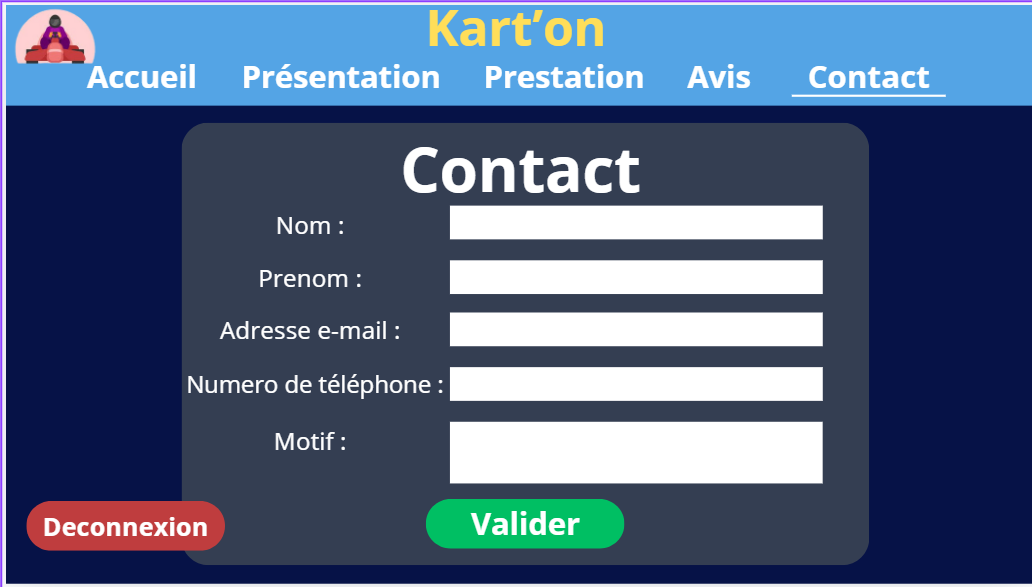 Kart’on
Accueil Présentation Prestation Avis Contact
Contact
Nom :
Prenom :
Adresse e-mail :
Numero de téléphone :
Motif :
Deconnexion
Valider